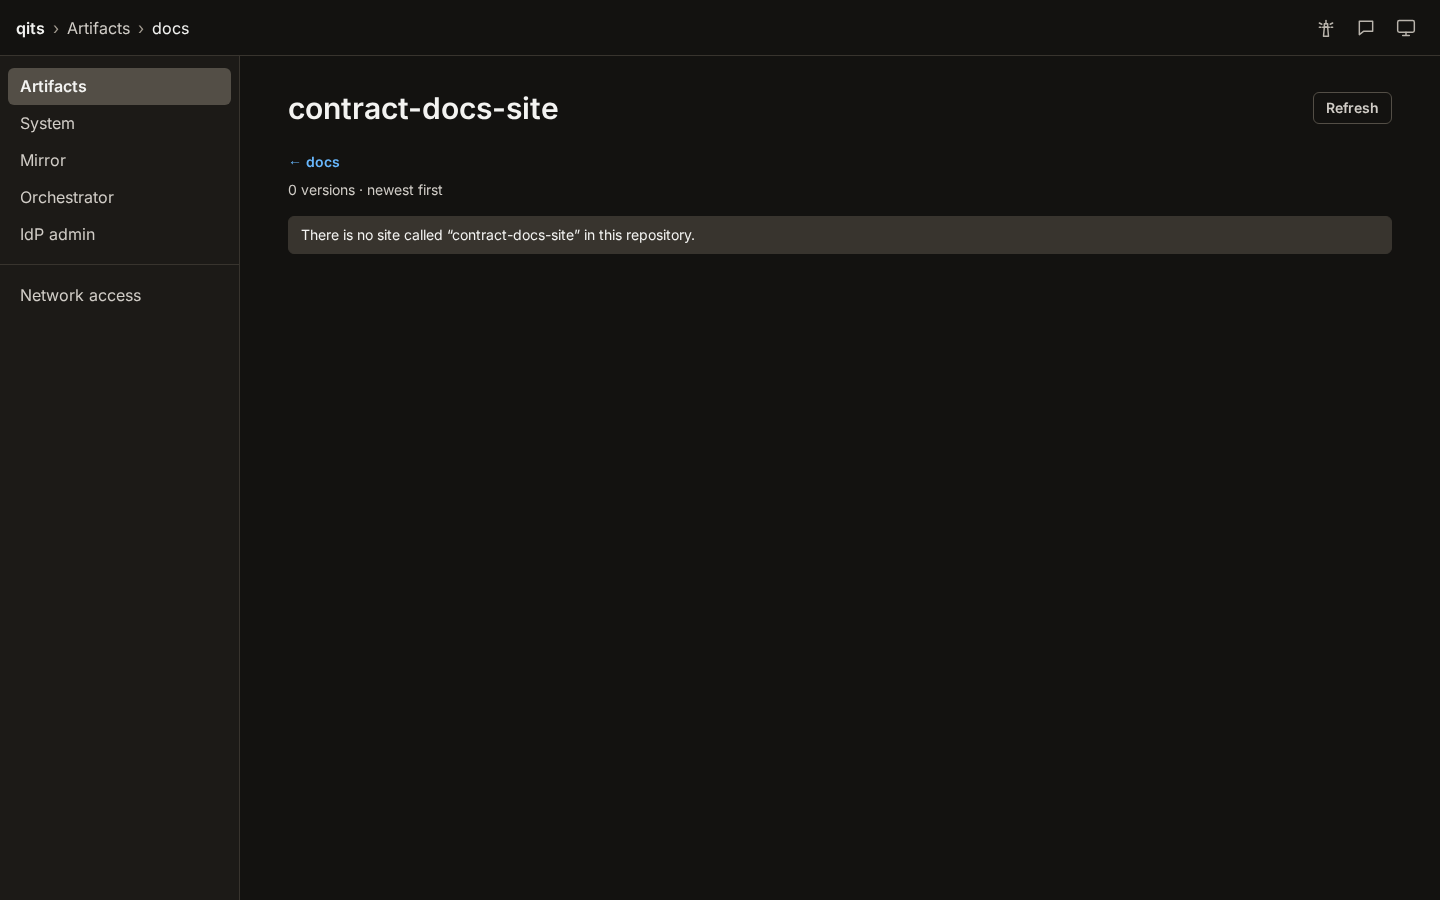 qits › Artifacts › docs
Artifacts
System
Mirror
Orchestrator
IdP admin
Network access
contract-docs-site
Refresh
← docs
0 versions · newest first
There is no site called “contract-docs-site” in this repository.